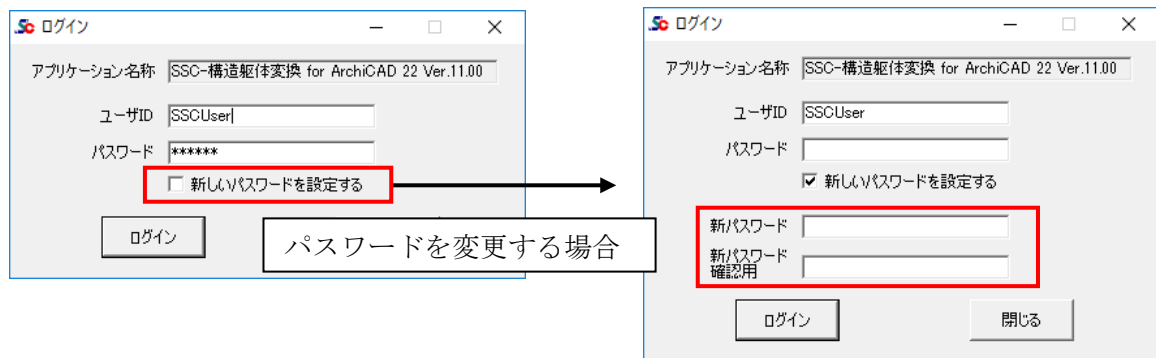 Sc ログイン
アプリケーション名称 SSC-構造躯体変換 for ArchiCAD 22 Ver.11.00
ユーザID SSCUser
パスワード ******
新しいパスワードを設定する
ログイン
パスワードを変更する場合
Sc ログイン
アプリケーション名称 SSC-構造躯体変換 for ArchiCAD 22 Ver.11.00
ユーザID SSCUser
パスワード
新しいパスワードを設定する
新パスワード
新パスワード
確認用
ログイン 閉じる